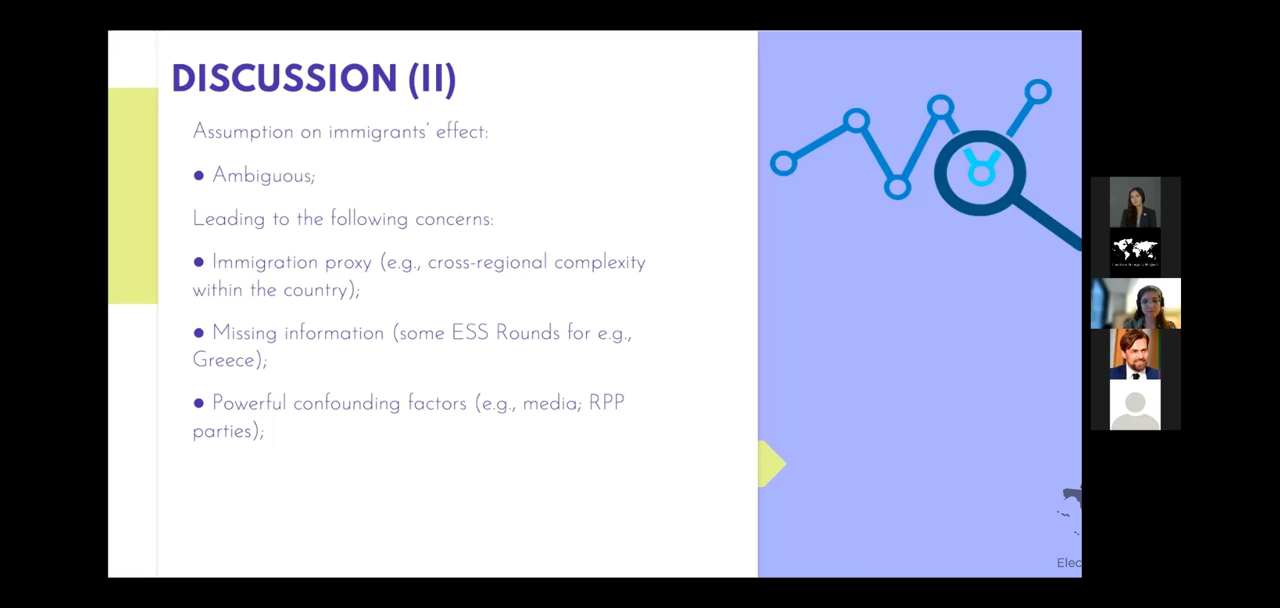 DISCUSSION (II)
Assumption on immigrants' effect:
● Ambiguous;
Leading to the following concerns:
● Immigration proxy (e.g., cross-regional complexity
within the country);
● Missing information (some ESS Rounds for e.g.,
Greece);
● Powerful confounding factors (e.g., media; RPP
parties);
Elec